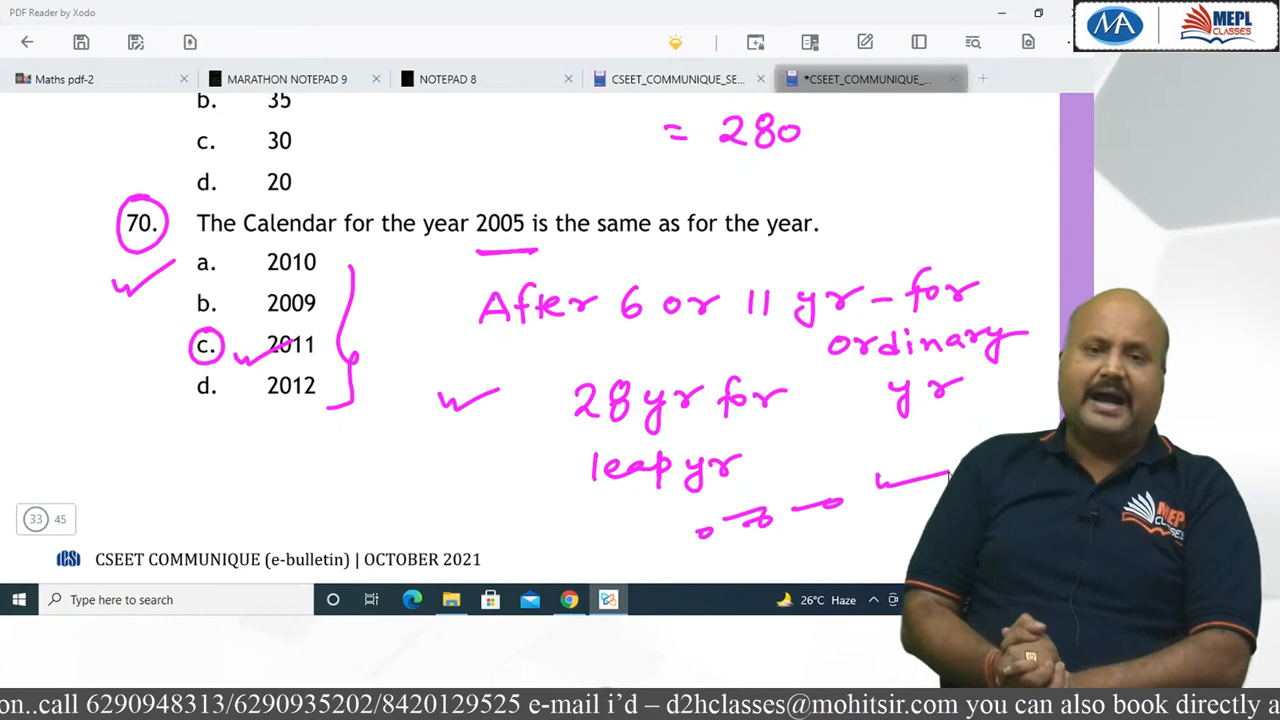 PDF Reader by Xodo
MA
MEPL
CLASSES
Maths pdf-2
MARATHON NOTEPAD 9
NOTEPAD 8
CSEET_COMMUNIQUE_SE...
*CSEET_COMMUNIQUE_...
b. 35
= 280
c. 30
d. 20
70. The Calendar for the year 2005 is the same as for the year.
a. 2010
b. 2009
c. 2011
d. 2012
After 6 or 11 yr - for
ordinary
yr
28 yr for
leap yr
MEPL
33 45
CSEET COMMUNIQUE (e-bulletin) | OCTOBER 2021
Type here to search
26°C Haze
on..call 6290948313/6290935202/8420129525 e-mail i'd – d2hclasses@mohitsir.com you can also book directly a